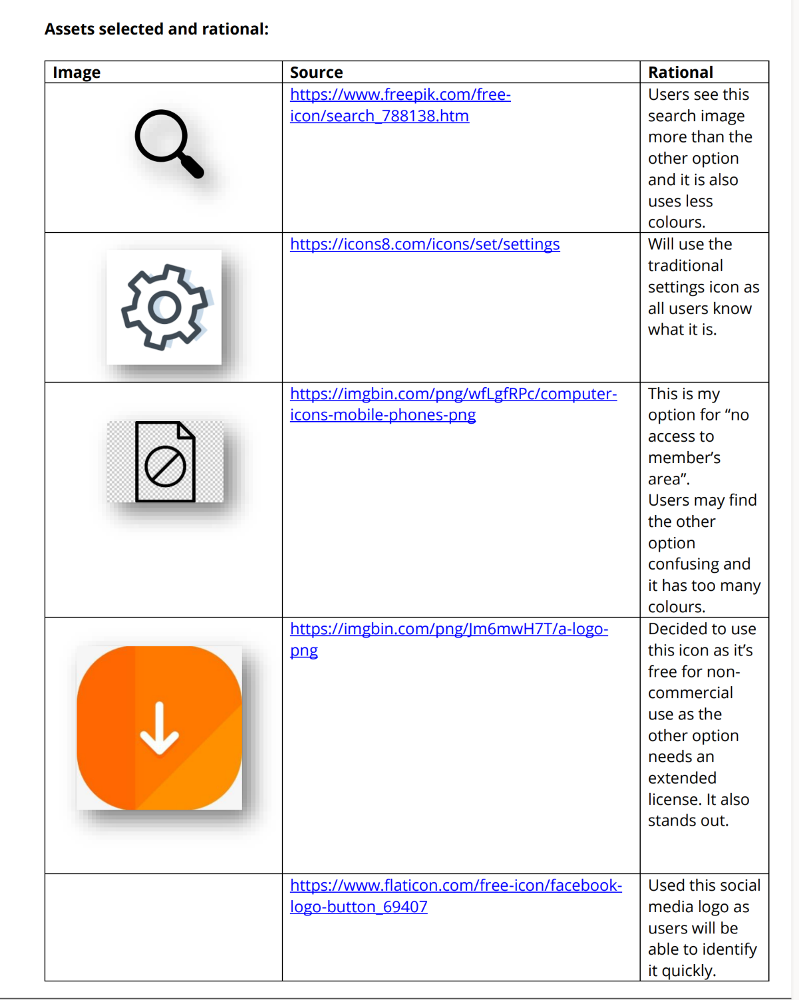 Assets selected and rational:
Image
Source
Rational
https://www.freepik.com/free-
icon/search_788138.htm
Users see this
search image
more than the
other option
and it is also
uses less
colours.
https://icons8.com/icons/set/settings
Will use the
traditional
settings icon as
all users know
what it is.
https://imgbin.com/png/wfLgfRPc/computer-
icons-mobile-phones-png
This is my
option for “no
access to
member’s
area”.
Users may find
the other
option
confusing and
it has too many
colours.
https://imgbin.com/png/Jm6mwH7T/a-logo-
png
Decided to use
this icon as it’s
free for non-
commercial
use as the
other option
needs an
extended
license. It also
stands out.
https://www.flaticon.com/free-icon/facebook-
logo-button_69407
Used this social
media logo as
users will be
able to identify
it quickly.